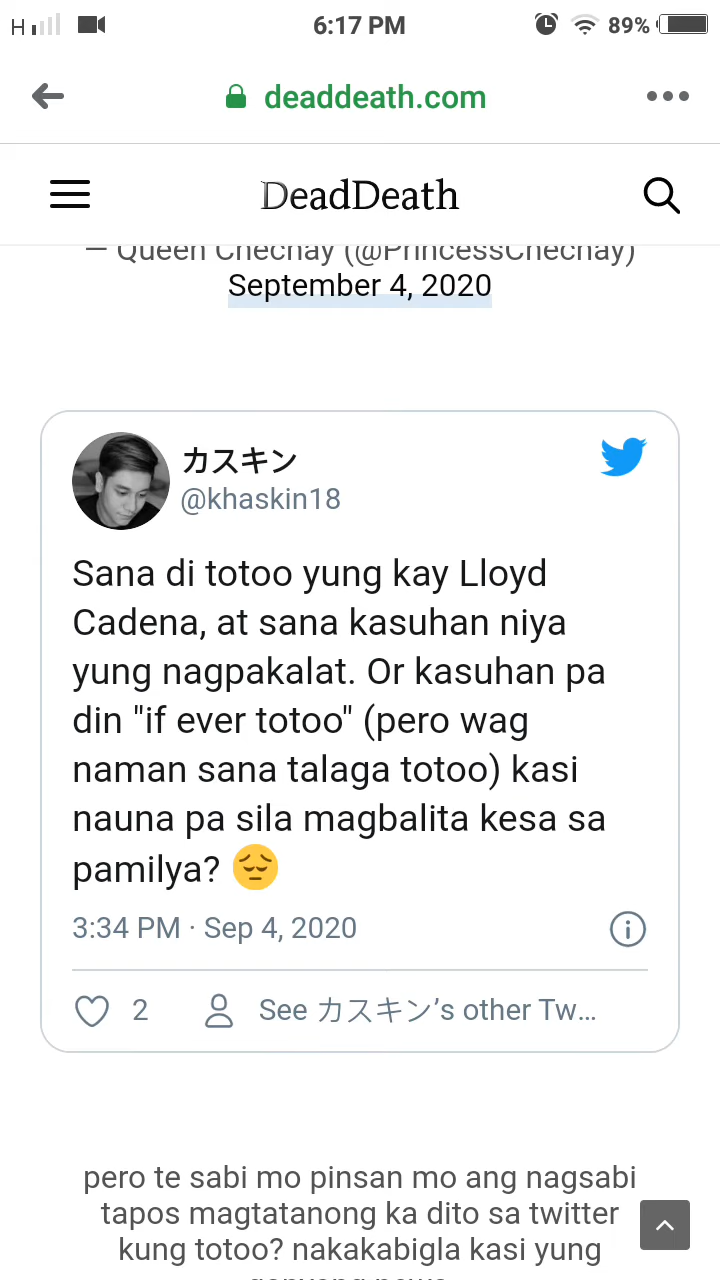 H 6:17 PM 89%
deaddeath.com
DeadDeath
— Queen Chechay (@PrincessChechay)
September 4, 2020
カスキン
@khaskin18
Sana di totoo yung kay Lloyd
Cadena, at sana kasuhan niya
yung nagpakalat. Or kasuhan pa
din "if ever totoo" (pero wag
naman sana talaga totoo) kasi
nauna pa sila magbalita kesa sa
pamilya? 😔
3:34 PM · Sep 4, 2020
2 See カスキン’s other Tw...
pero te sabi mo pinsan mo ang nagsabi
tapos magtatanong ka dito sa twitter
kung totoo? nakakabigla kasi yung